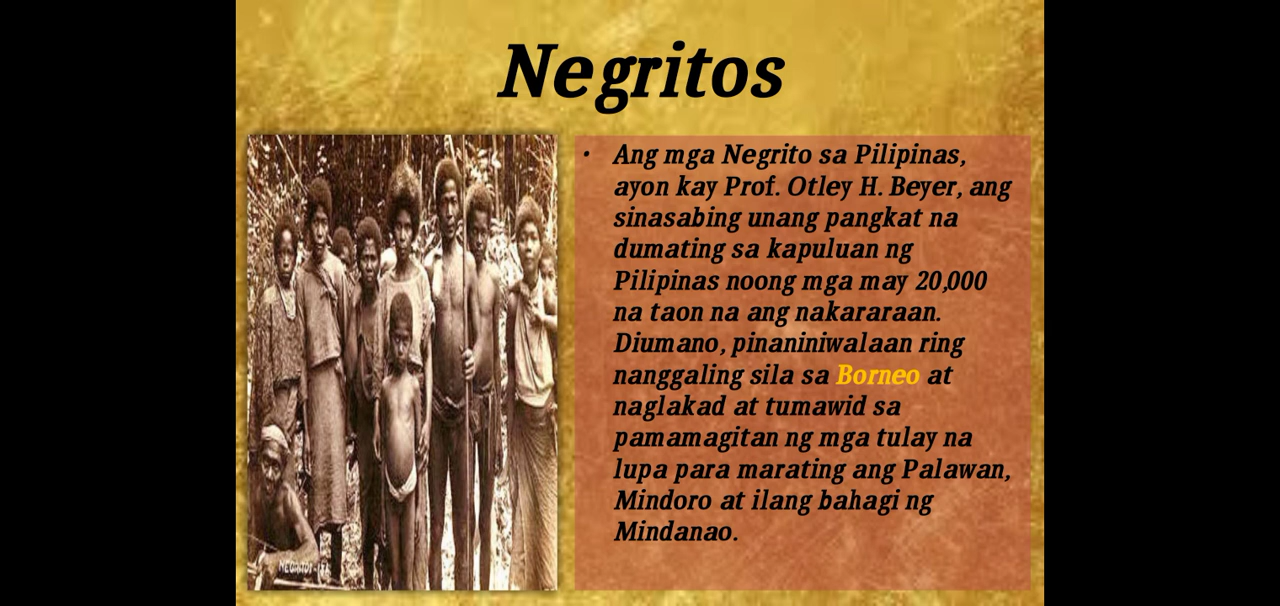 Negritos
• Ang mga Negrito sa Pilipinas,
ayon kay Prof. Otley H. Beyer, ang
sinasabing unang pangkat na
dumating sa kapuluan ng
Pilipinas noong mga may 20,000
na taon na ang nakararaan.
Diumano, pinaniniwalaan ring
nanggaling sila sa Borneo at
naglakad at tumawid sa
pamamagitan ng mga tulay na
lupa para marating ang Palawan,
Mindoro at ilang bahagi ng
Mindanao.